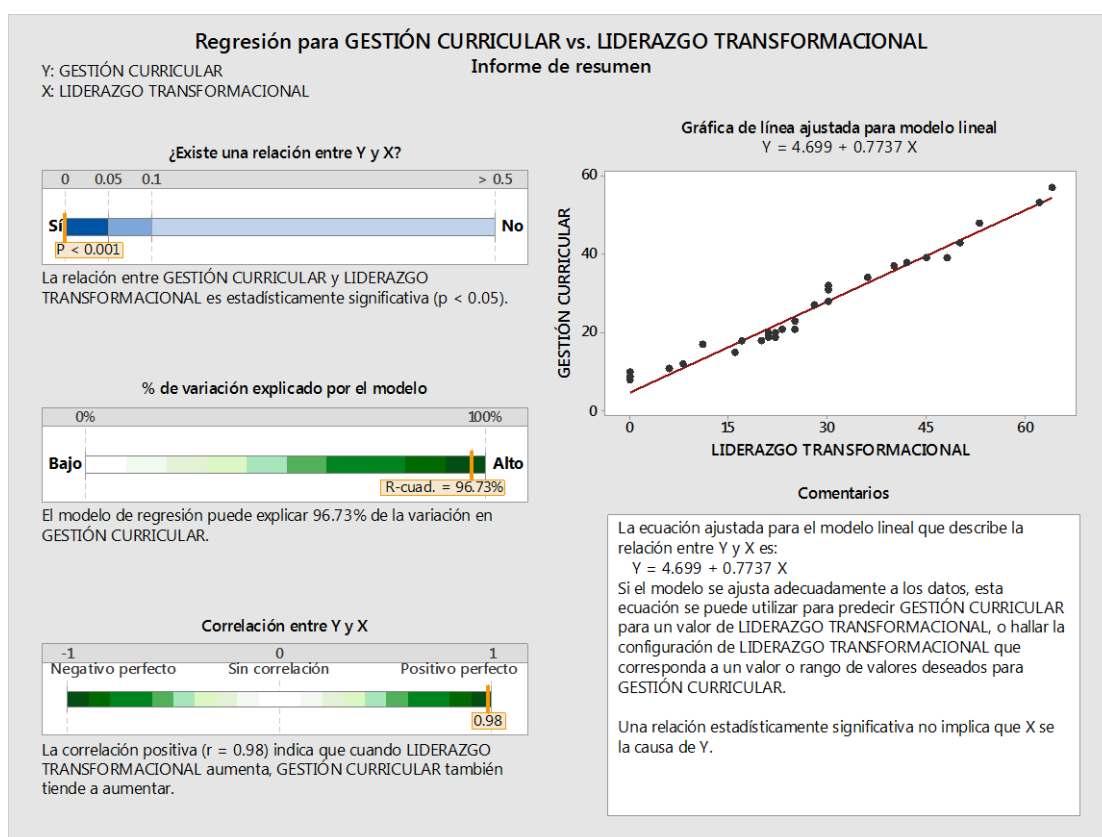 Regresión para GESTIÓN CURRICULAR vs. LIDERAZGO TRANSFORMACIONAL
Informe de resumen
Y: GESTIÓN CURRICULAR
X: LIDERAZGO TRANSFORMACIONAL
¿Existe una relación entre Y y X?
0 0.05 0.1 > 0.5
Sí No
P < 0.001
La relación entre GESTIÓN CURRICULAR y LIDERAZGO
TRANSFORMACIONAL es estadísticamente significativa (p < 0.05).
% de variación explicado por el modelo
0% 100%
Bajo Alto
R-cuad. = 96.73%
El modelo de regresión puede explicar 96.73% de la variación en
GESTIÓN CURRICULAR.
Correlación entre Y y X
-1 0 1
Negativo perfecto Sin correlación Positivo perfecto
0.98
La correlación positiva (r = 0.98) indica que cuando LIDERAZGO
TRANSFORMACIONAL aumenta, GESTIÓN CURRICULAR también
tiende a aumentar.
Gráfica de línea ajustada para modelo lineal
Y = 4.699 + 0.7737 X
60
40
20
0
GESTIÓN CURRICULAR
0 15 30 45 60
LIDERAZGO TRANSFORMACIONAL
Comentarios
La ecuación ajustada para el modelo lineal que describe la
relación entre Y y X es:
Y = 4.699 + 0.7737 X
Si el modelo se ajusta adecuadamente a los datos, esta
ecuación se puede utilizar para predecir GESTIÓN CURRICULAR
para un valor de LIDERAZGO TRANSFORMACIONAL, o hallar la
configuración de LIDERAZGO TRANSFORMACIONAL que
corresponda a un valor o rango de valores deseados para
GESTIÓN CURRICULAR.
Una relación estadísticamente significativa no implica que X se
la causa de Y.